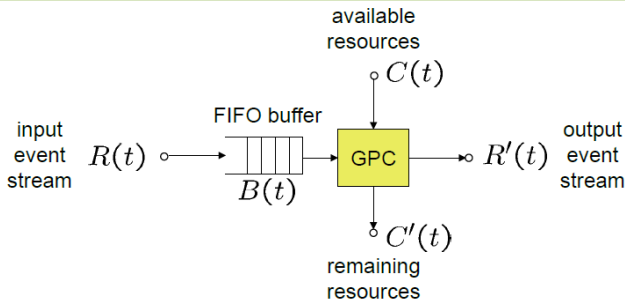 available
resources
C(t)
FIFO buffer
input
event
stream
R(t)
B(t)
GPC
R′(t)
output
event
stream
C′(t)
remaining
resources